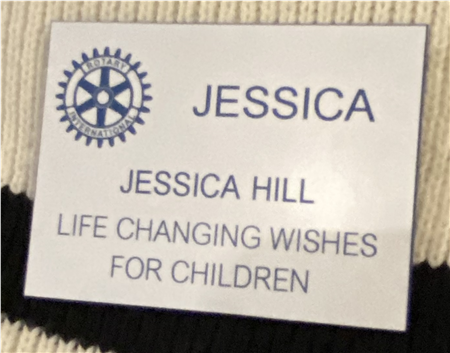 ROTARY
INTERNATIONAL
JESSICA
JESSICA HILL
LIFE CHANGING WISHES
FOR CHILDREN